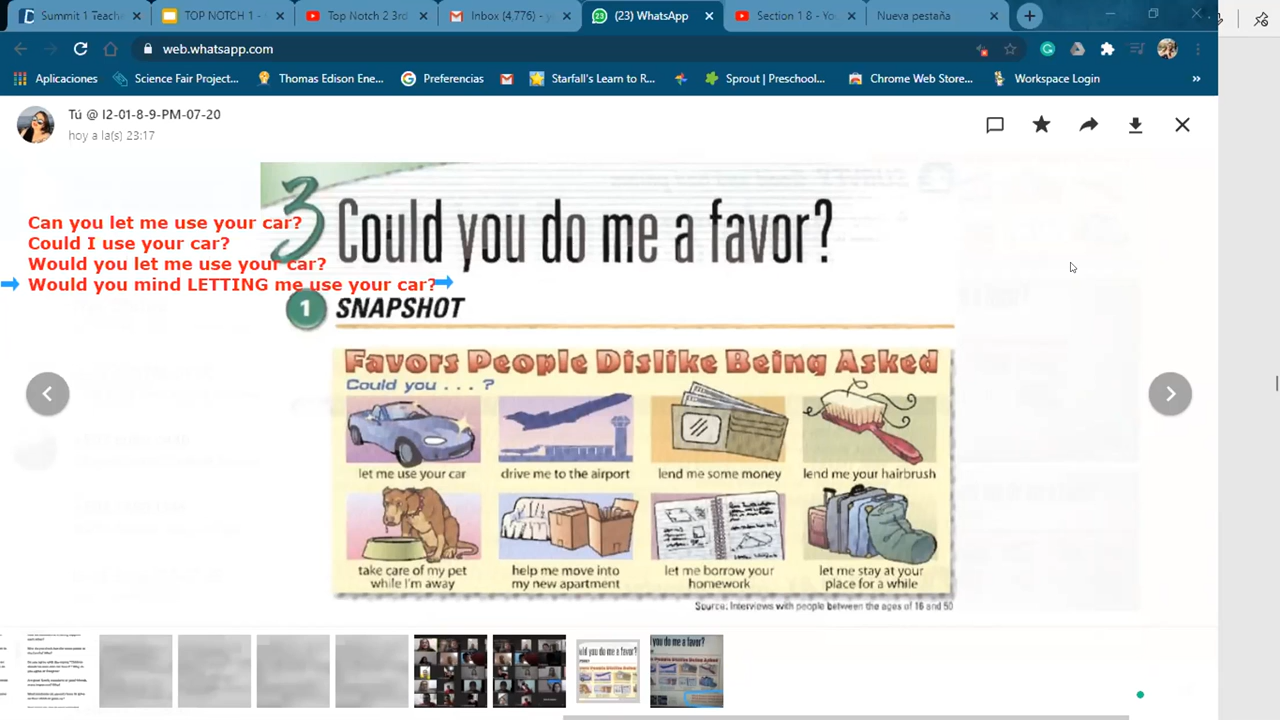 Summit 1 Teach
TOP NOTCH 1 -
Top Notch 2 3rd
Inbox (4,776) - y
(23) WhatsApp
Section 1 8 - You
Nueva pestaña
web.whatsapp.com
Aplicaciones
Science Fair Project...
Thomas Edison Ene...
Preferencias
Starfall's Learn to R...
Sprout | Preschool...
Chrome Web Store...
Workspace Login
»
Tú @ I2-01-8-9-PM-07-20
hoy a la(s) 23:17
Can you let me use your car?
Could I use your car?
Would you let me use your car?
Would you mind LETTING me use your car?
3 Could you do me a favor?
1 SNAPSHOT
Favors People Dislike Being Asked
Could you . . . ?
let me use your car
drive me to the airport
lend me some money
lend me your hairbrush
take care of my pet
while I'm away
help me move into
my new apartment
let me borrow your
homework
let me stay at your
place for a while
Source: Interviews with people between the ages of 16 and 50